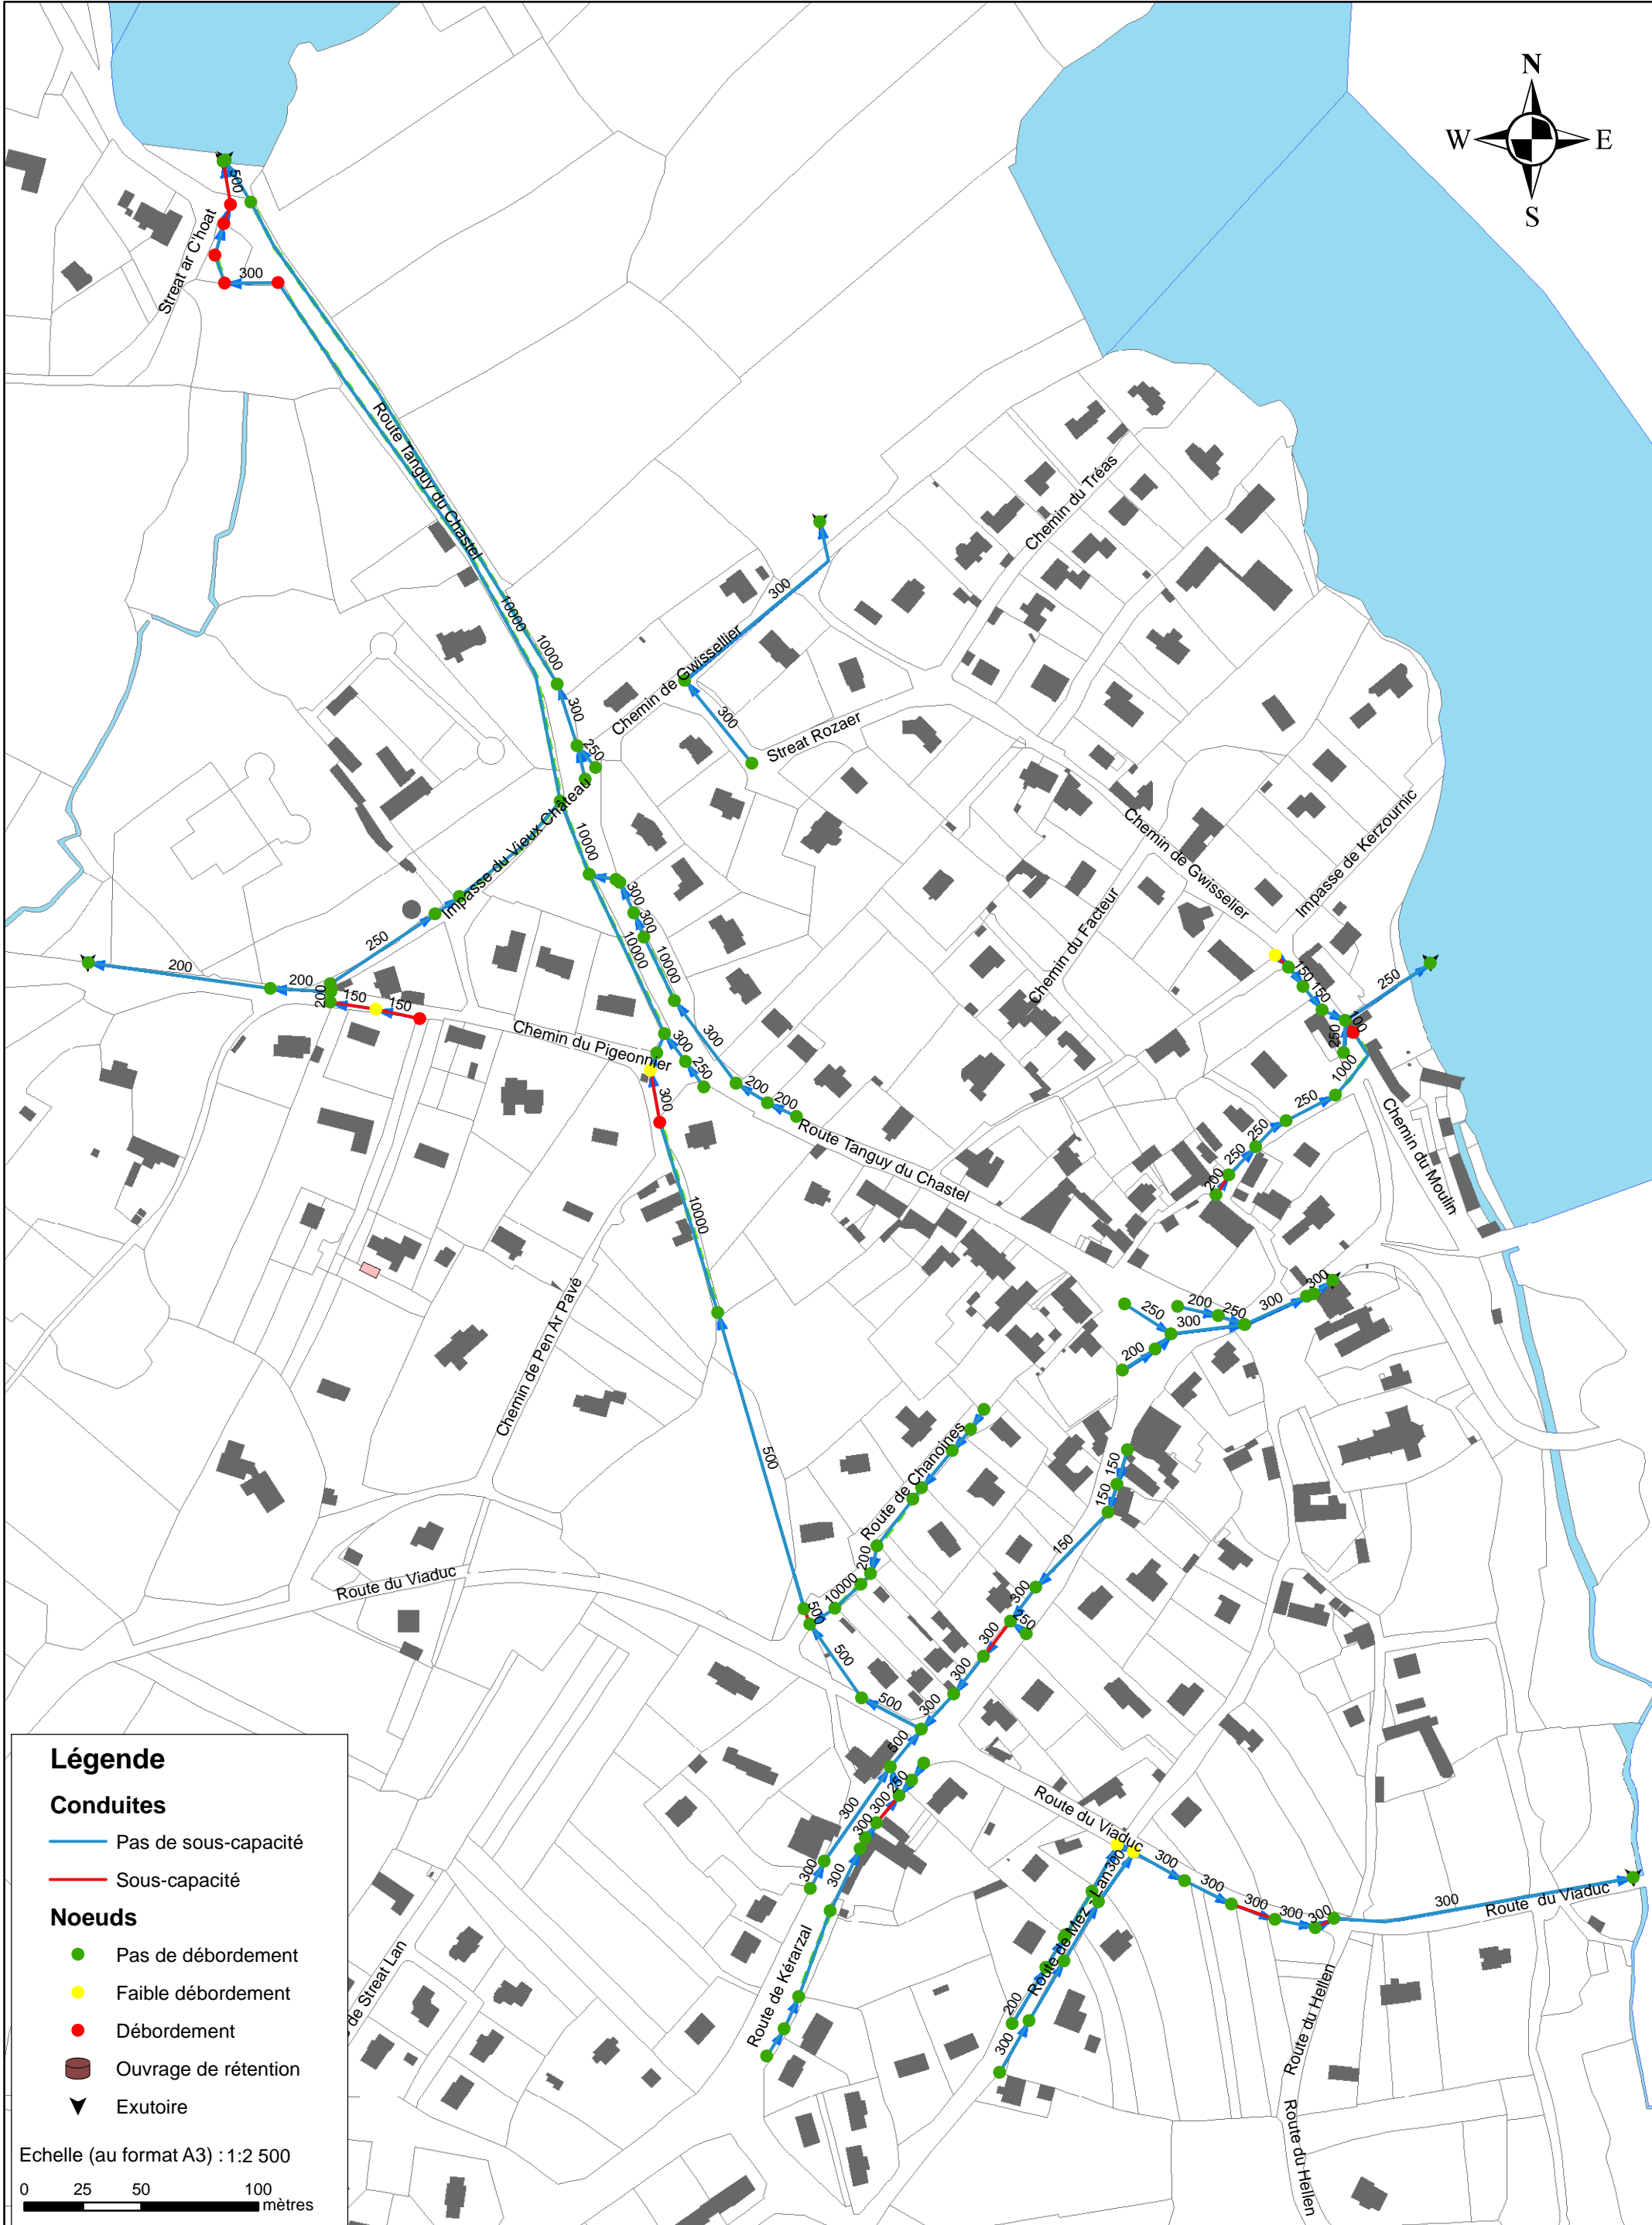 N
W E
S
500
Streat ar C'hoat
300
Route Tanguy du Chastel
10000
10000
300
250
Chemin de Gwissellier
300
300
Streat Rozaer
Chemin du Tréas
Impasse du Vieux Château
10000
300
300
10000
10000
300
250
200
200
200
150
150
Chemin du Pigeonnier
300
250
300
200
200
Route Tanguy du Chastel
Chemin de Gwisselier
Impasse de Kerzournic
Chemin du Facteur
150
150
250
100
250
1000
250
250
250
200
Chemin du Moulin
10000
Chemin de Pen Ar Pavé
300
300
200
250
250
300
200
500
Route de Chanoines
150
150
150
200
10000
500
300
250
300
Route du Viaduc
500
300
500
300
500
250
300
300
300
300
300
Route de Kérarzal
Route du Viaduc
300
Route de Mez - Lan
200
300
300
300
300
300
300
300
Route du Viaduc
Route du Hellen
Route du Hellen
de Streat Lan
Légende
Conduites
Pas de sous-capacité
Sous-capacité
Noeuds
Pas de débordement
Faible débordement
Débordement
Ouvrage de rétention
Exutoire
Echelle (au format A3) : 1:2 500
0 25 50 100
mètres